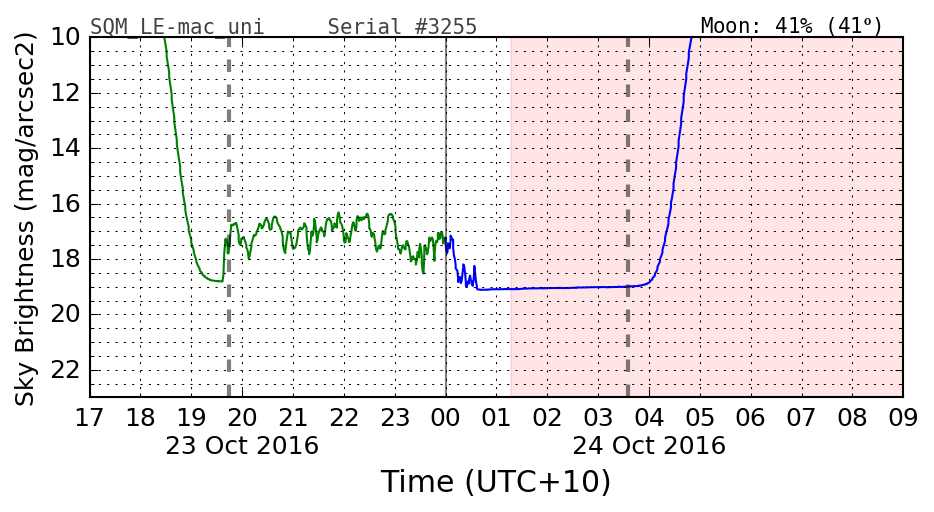 SQM_LE-mac_uni Serial #3255 Moon: 41% (41°)
Sky Brightness (mag/arcsec2)
10
12
14
16
18
20
22
17 18 19 20 21 22 23 00 01 02 03 04 05 06 07 08 09
23 Oct 2016 24 Oct 2016
Time (UTC+10)